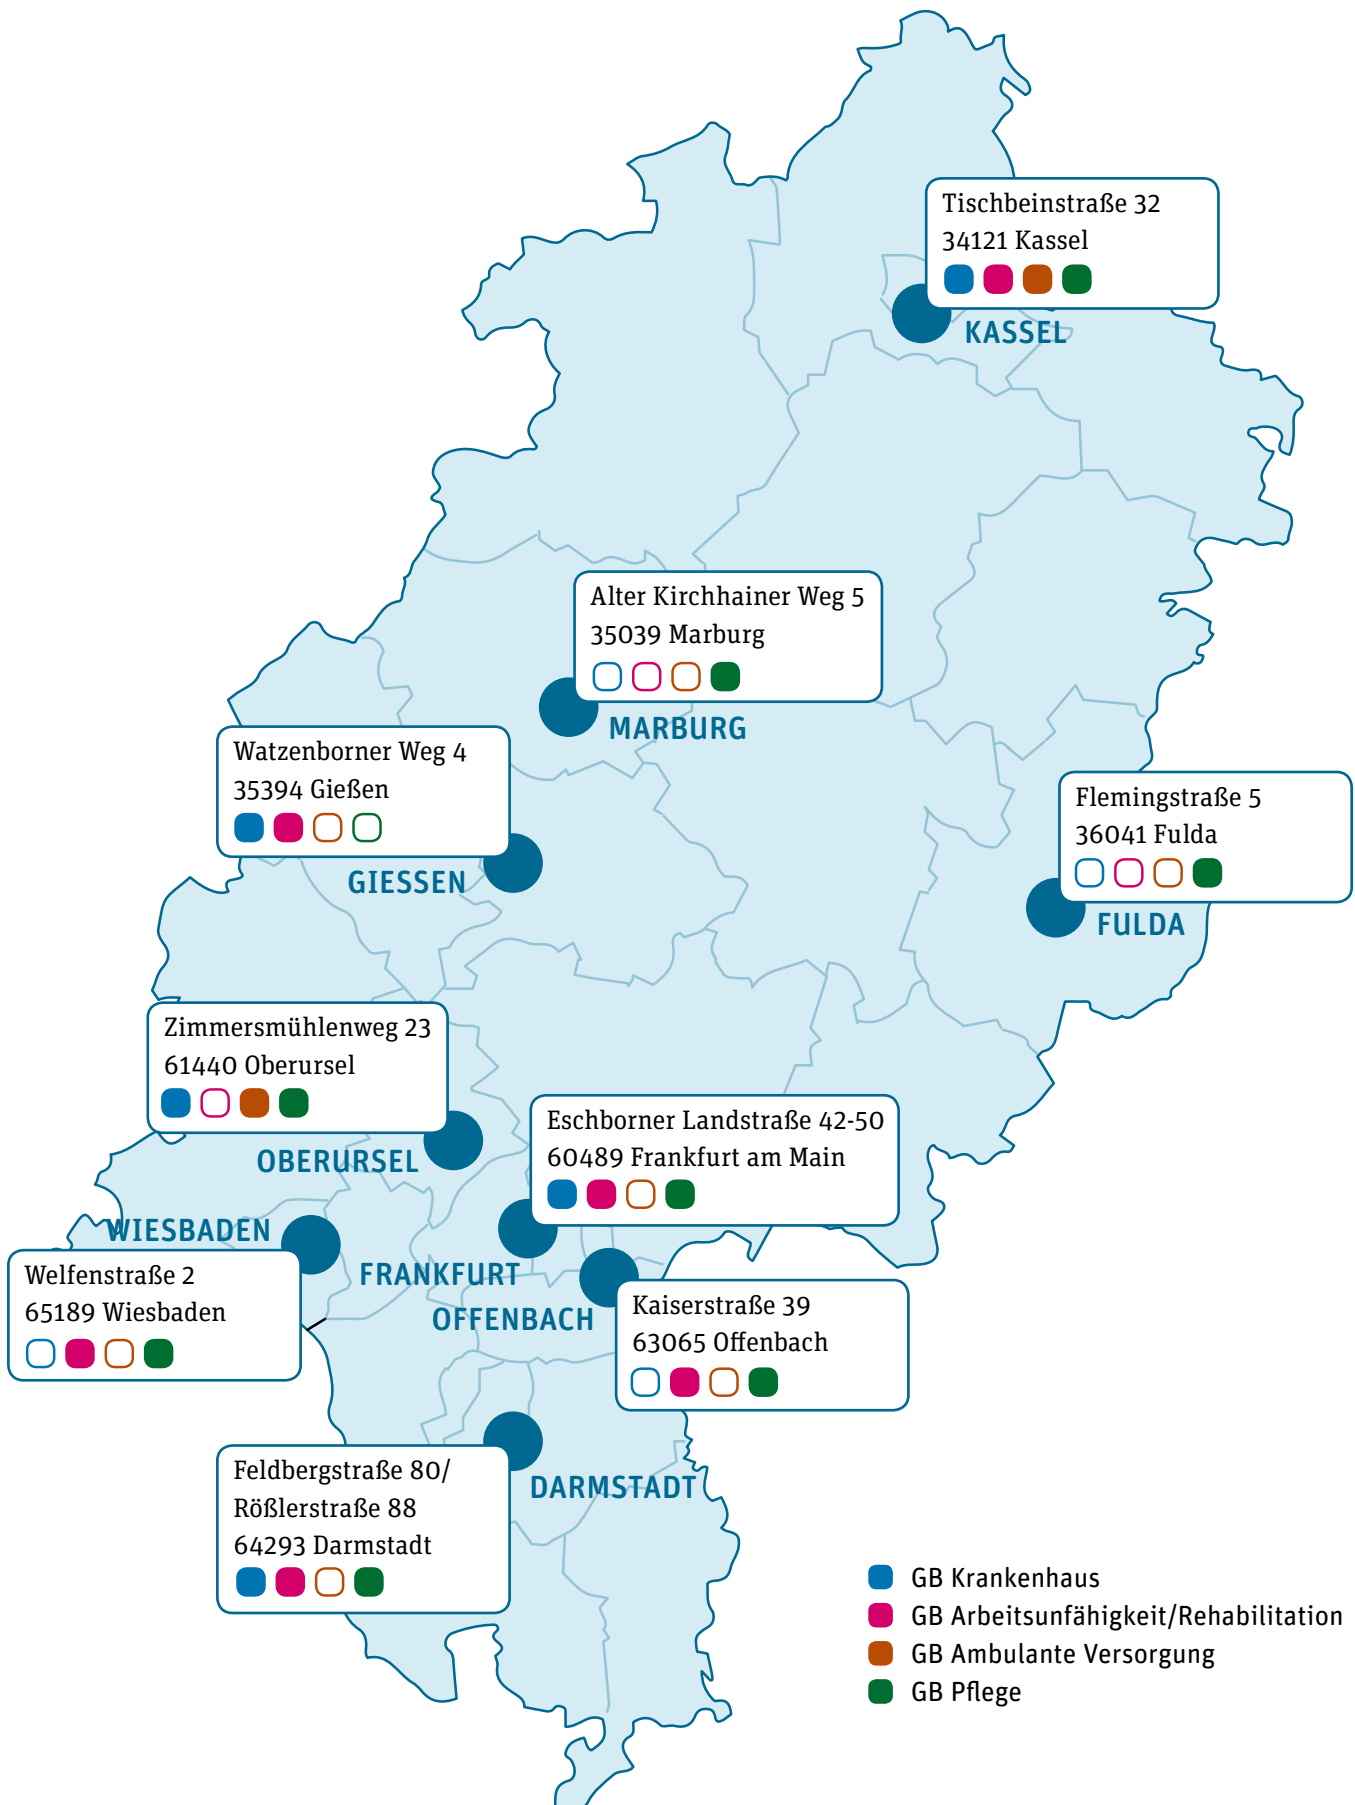 Tischbeinstraße 32
34121 Kassel
KASSEL
Alter Kirchhainer Weg 5
35039 Marburg
MARBURG
Watzenborner Weg 4
35394 Gießen
GIESSEN
Flemingstraße 5
36041 Fulda
FULDA
Zimmersmühlenweg 23
61440 Oberursel
OBERURSEL
Eschborner Landstraße 42-50
60489 Frankfurt am Main
FRANKFURT
WIESBADEN
Welfenstraße 2
65189 Wiesbaden
OFFENBACH
Kaiserstraße 39
63065 Offenbach
Feldbergstraße 80/
Rößlerstraße 88
64293 Darmstadt
DARMSTADT
GB Krankenhaus
GB Arbeitsunfähigkeit/Rehabilitation
GB Ambulante Versorgung
GB Pflege